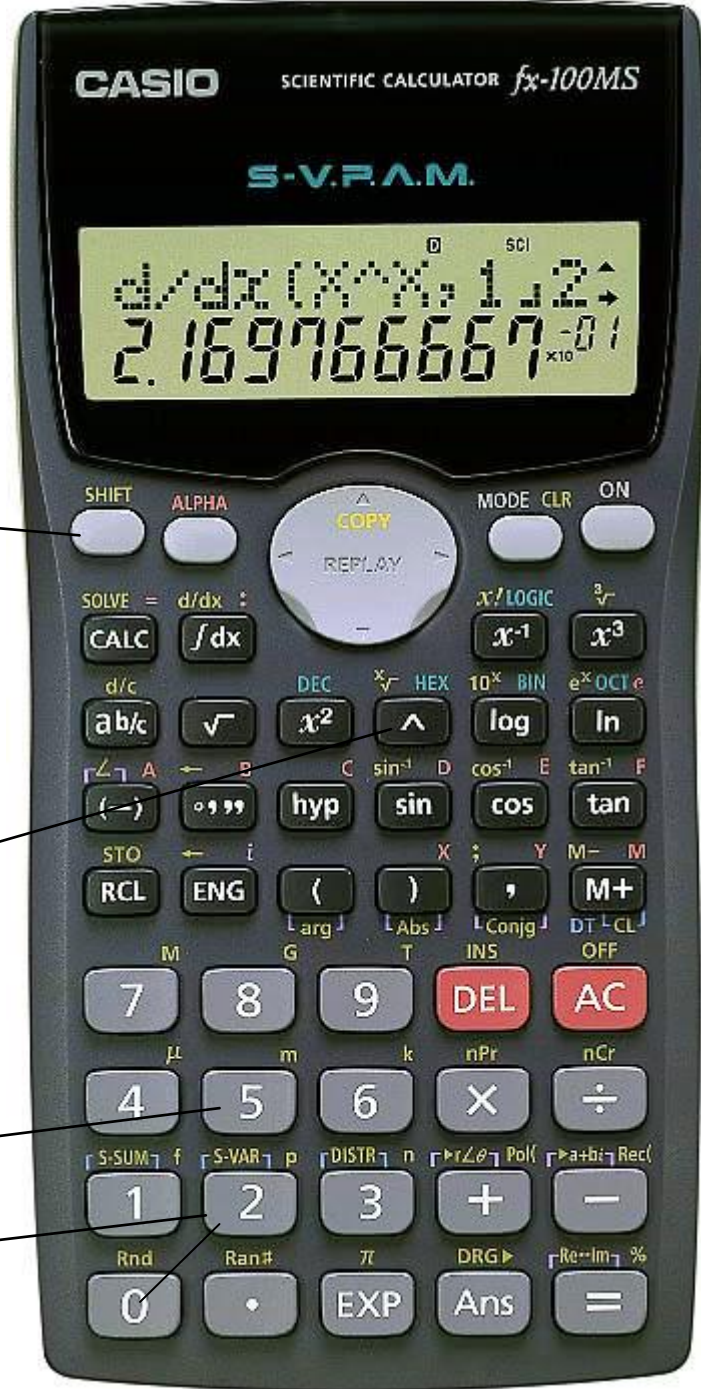 CASIO SCIENTIFIC CALCULATOR fx-100MS
S-V.P.A.M.
D SCI
d/dx(X^X,1⌟2
2.169766667×10-01
SHIFT ALPHA COPY MODE CLR ON
REPLAY
SOLVE = d/dx : x! LOGIC ³√
CALC ∫dx x-1 x³
d/c DEC ˣ√ HEX 10ˣ BIN eˣ OCT e
ab/c √ x² ^ log ln
∠ A ← B C sin-1 D cos-1 E tan-1 F
(−) °,,, hyp sin cos tan
STO ← i X ; Y M− M
RCL ENG ( ) , M+
arg Abs Conjg DT CL
M G T INS OFF
7 8 9 DEL AC
µ m k nPr nCr
4 5 6 × ÷
S-SUM f S-VAR p DISTR n ▶r∠θ Pol( ▶a+bi Rec(
1 2 3 + −
Rnd Ran# π DRG▶ Re↔Im %
0 • EXP Ans =